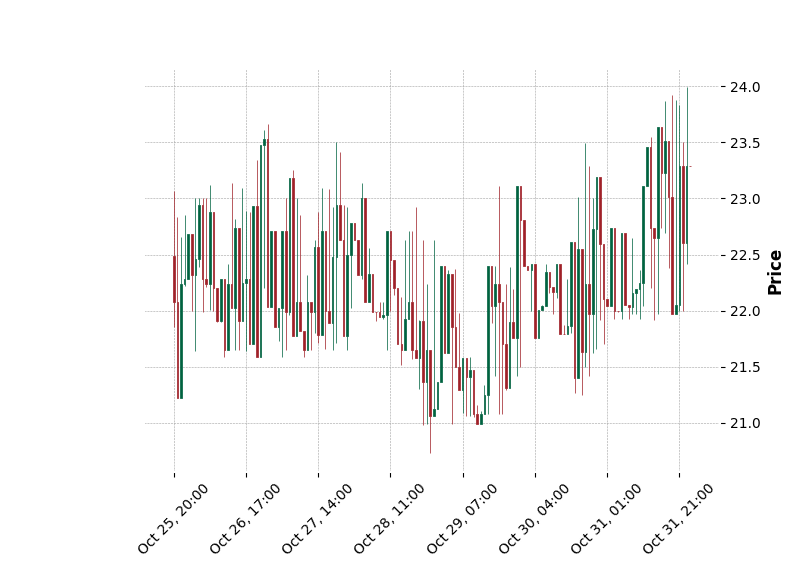 24.0
23.5
23.0
22.5
22.0
21.5
21.0
Price
Oct 25, 20:00
Oct 26, 17:00
Oct 27, 14:00
Oct 28, 11:00
Oct 29, 07:00
Oct 30, 04:00
Oct 31, 01:00
Oct 31, 21:00